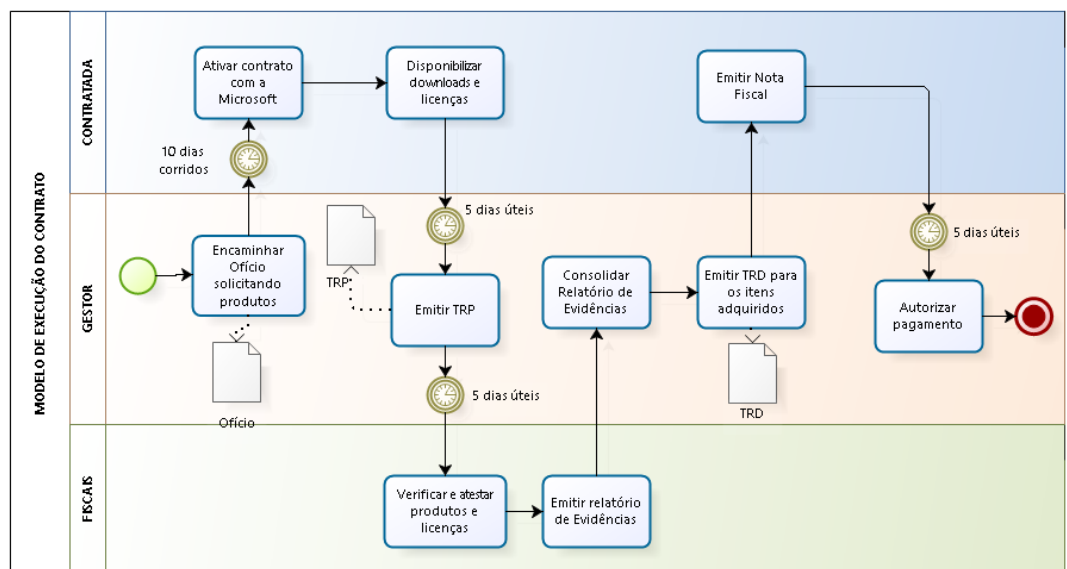 MODELO DE EXECUÇÃO DO CONTRATO
CONTRATADA
Ativar contrato
com a
Microsoft
Disponibilizar
downloads e
licenças
Emitir Nota
Fiscal
10 dias
corridos
GESTOR
Encaminhar
Ofício
solicitando
produtos
Ofício
TRP
5 dias úteis
Emitir TRP
5 dias úteis
Consolidar
Relatório de
Evidências
Emitir TRD para
os itens
adquiridos
TRD
5 dias úteis
Autorizar
pagamento
FISCAIS
Verificar e atestar
produtos e
licenças
Emitir relatório
de Evidências